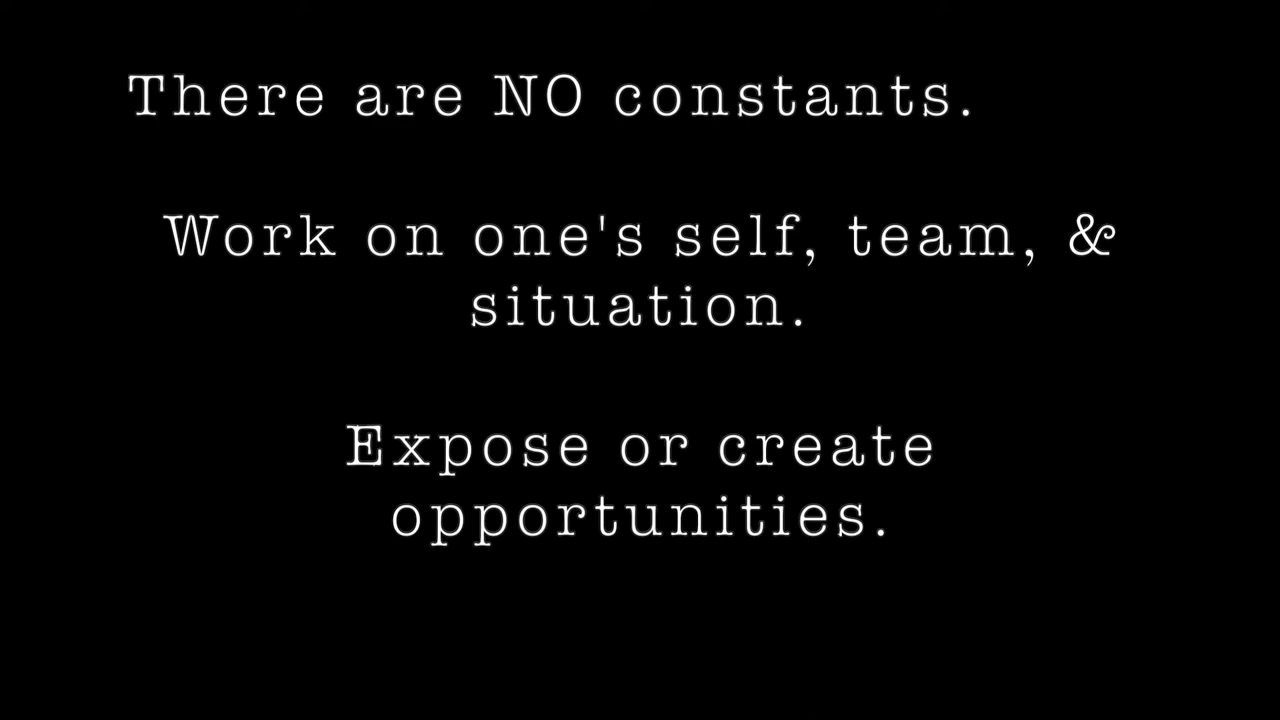 There are NO constants.
Work on one's self, team, &
situation.
Expose or create
opportunities.